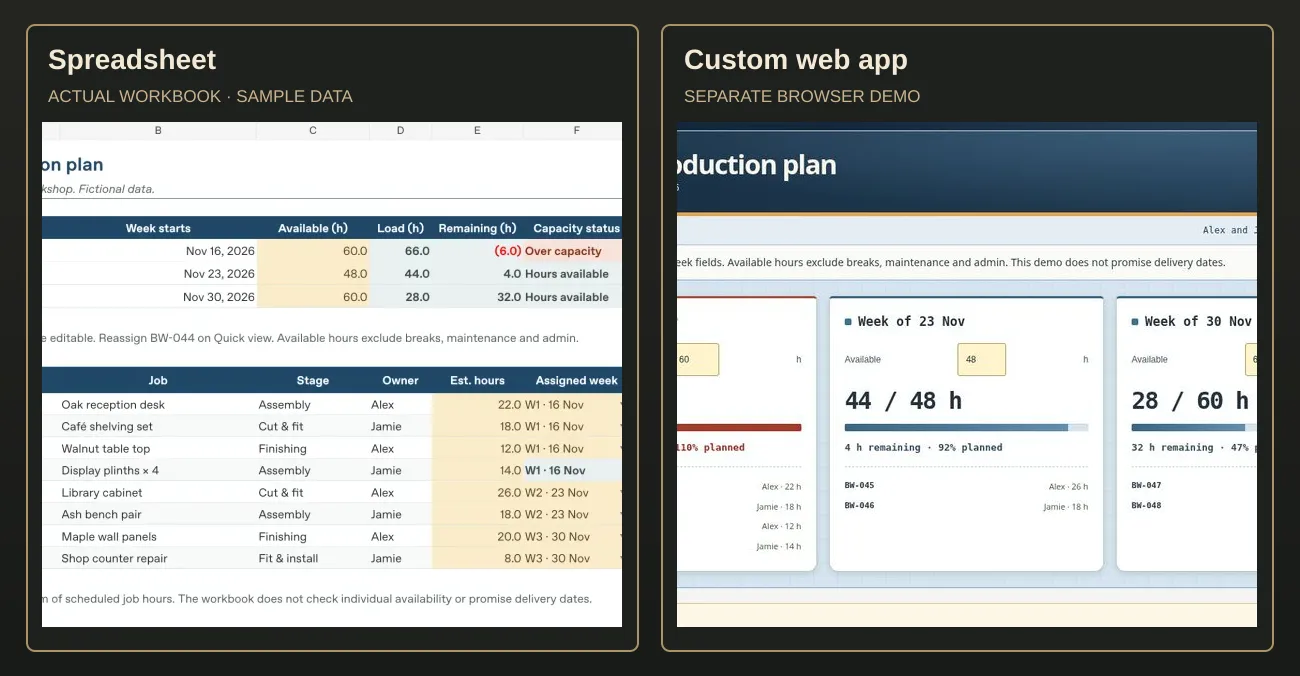 Spreadsheet
ACTUAL WORKBOOK · SAMPLE DATA
B C D E F
on plan
kshop. Fictional data.
Week starts Available (h) Load (h) Remaining (h) Capacity status
Nov 16, 2026 60.0 66.0 (6.0) Over capacity
Nov 23, 2026 48.0 44.0 4.0 Hours available
Nov 30, 2026 60.0 28.0 32.0 Hours available
e editable. Reassign BW-044 on Quick view. Available hours exclude breaks, maintenance and admin.
Job Stage Owner Est. hours Assigned week
Oak reception desk Assembly Alex 22.0 W1 · 16 Nov
Café shelving set Cut & fit Jamie 18.0 W1 · 16 Nov
Walnut table top Finishing Alex 12.0 W1 · 16 Nov
Display plinths × 4 Assembly Jamie 14.0 W1 · 16 Nov
Library cabinet Cut & fit Alex 26.0 W2 · 23 Nov
Ash bench pair Assembly Jamie 18.0 W2 · 23 Nov
Maple wall panels Finishing Alex 20.0 W3 · 30 Nov
Shop counter repair Fit & install Jamie 8.0 W3 · 30 Nov
m of scheduled job hours. The workbook does not check individual availability or promise delivery dates.
Custom web app
SEPARATE BROWSER DEMO
oduction plan
Alex and J
eek fields. Available hours exclude breaks, maintenance and admin. This demo does not promise delivery dates.
60 h
110% planned
Alex · 22 h
Jamie · 18 h
Alex · 12 h
Jamie · 14 h
Week of 23 Nov
Available 48 h
44 / 48 h
4 h remaining · 92% planned
BW-045 Alex · 26 h
BW-046 Jamie · 18 h
Week of 30 Nov
Available 6
28 / 60 h
32 h remaining · 47% p
BW-047
BW-048